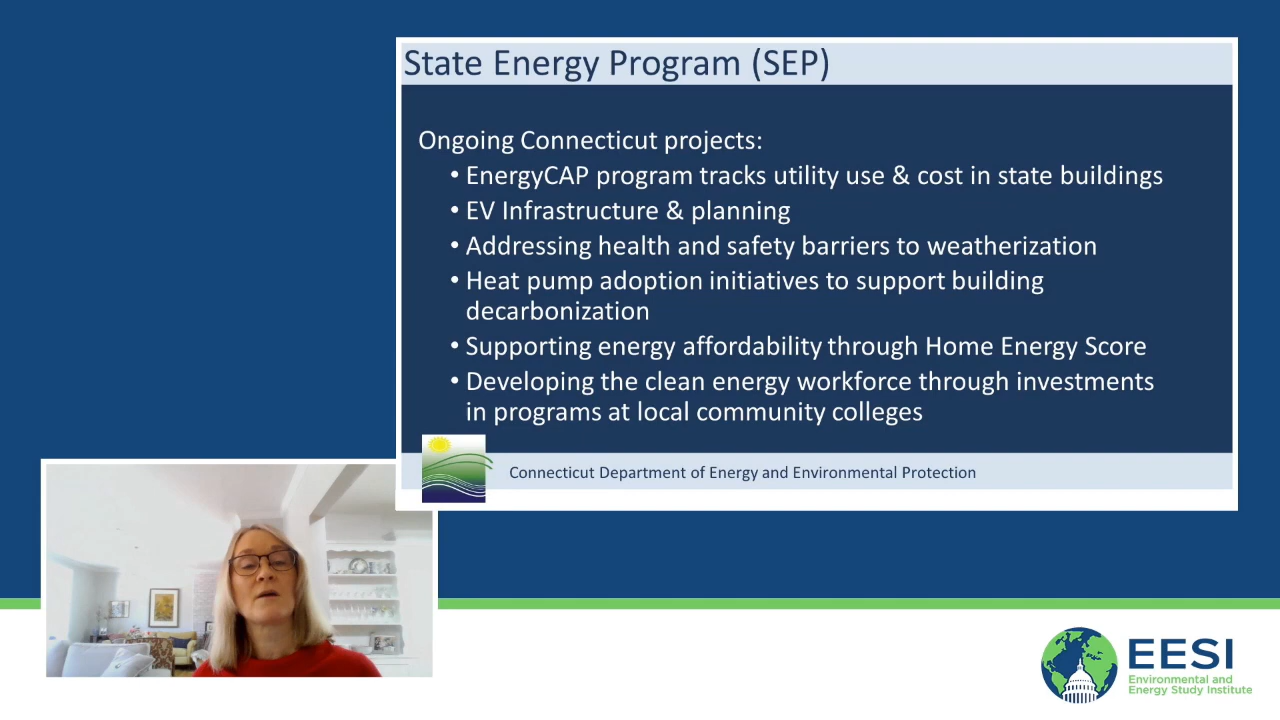 State Energy Program (SEP)
Ongoing Connecticut projects:
• EnergyCAP program tracks utility use & cost in state buildings
• EV Infrastructure & planning
• Addressing health and safety barriers to weatherization
• Heat pump adoption initiatives to support building
decarbonization
• Supporting energy affordability through Home Energy Score
• Developing the clean energy workforce through investments
in programs at local community colleges
Connecticut Department of Energy and Environmental Protection
EESI
Environmental and
Energy Study Institute